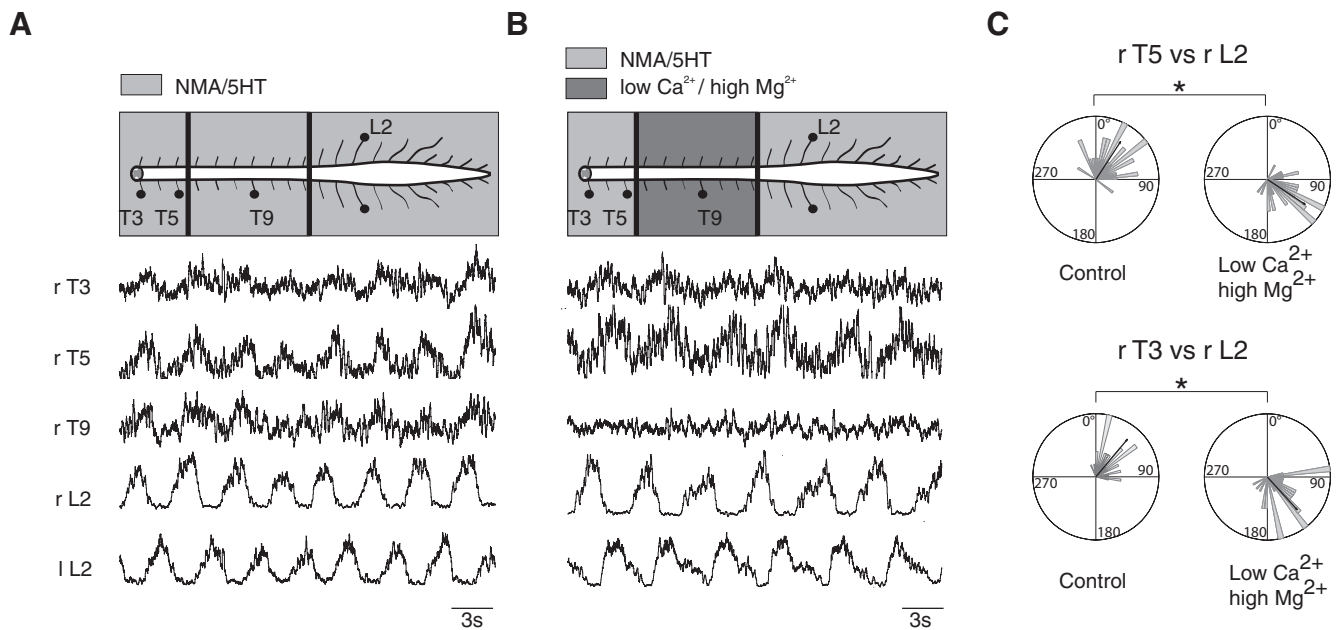 A
NMA/5HT
L2
T3 T5 T9
r T3
r T5
r T9
r L2
l L2
3s
B
NMA/5HT
low Ca²⁺/ high Mg²⁺
L2
T3 T5 T9
3s
C
r T5 vs r L2
*
0°
270
90
180
Control
0°
270
90
180
Low Ca²⁺
high Mg²⁺
r T3 vs r L2
*
0°
270
90
180
Control
0°
270
90
180
Low Ca²⁺
high Mg²⁺